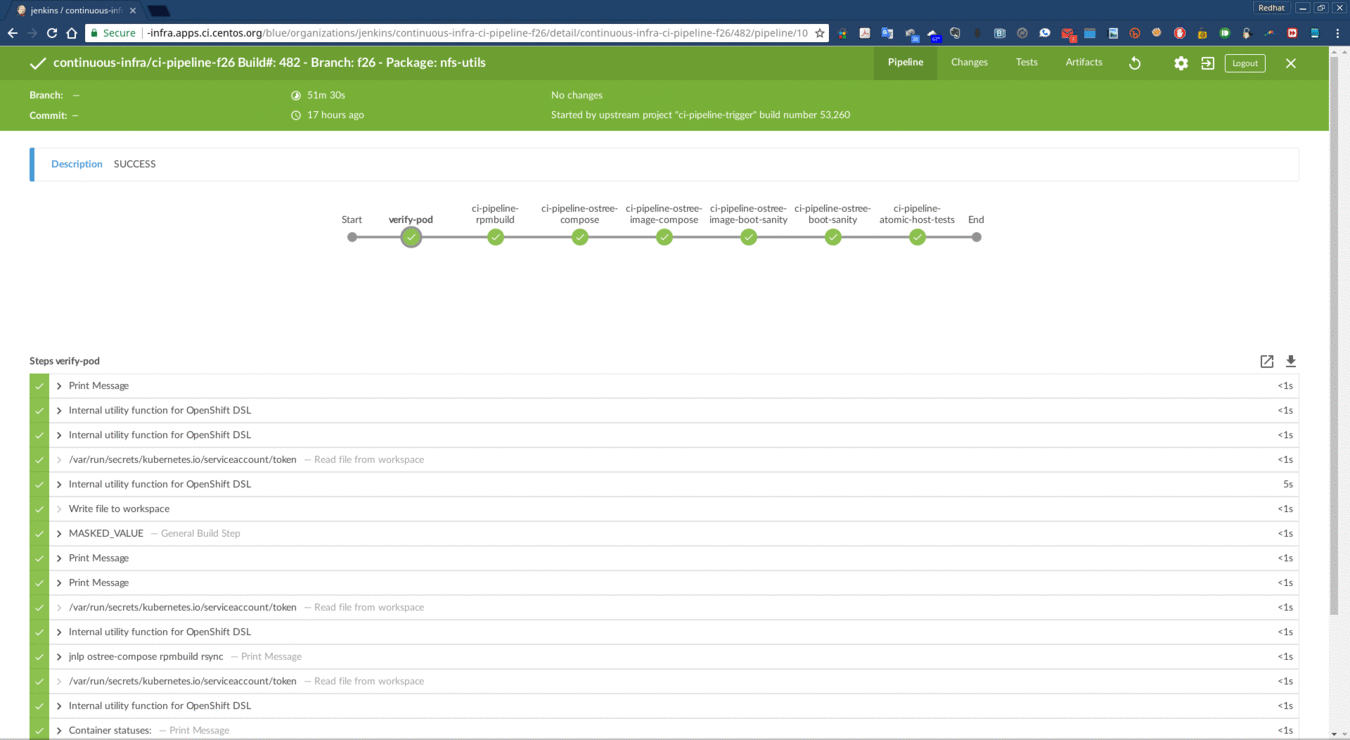 jenkins / continuous-inf
Redhat
Secure
-infra.apps.ci.centos.org/blue/organizations/jenkins/continuous-infra-ci-pipeline-f26/detail/continuous-infra-ci-pipeline-f26/482/pipeline/10
continuous-infra/ci-pipeline-f26 Build#: 482 - Branch: f26 - Package: nfs-utils
Pipeline Changes Tests Artifacts Logout
Branch: — 51m 30s No changes
Commit: — 17 hours ago Started by upstream project "ci-pipeline-trigger" build number 53,260
Description SUCCESS
Start
verify-pod
ci-pipeline-
rpmbuild
ci-pipeline-ostree-
compose
ci-pipeline-ostree-
image-compose
ci-pipeline-ostree-
image-boot-sanity
ci-pipeline-ostree-
boot-sanity
ci-pipeline-
atomic-host-tests
End
Steps verify-pod
Print Message <1s
Internal utility function for OpenShift DSL <1s
Internal utility function for OpenShift DSL <1s
/var/run/secrets/kubernetes.io/serviceaccount/token — Read file from workspace <1s
Internal utility function for OpenShift DSL 5s
Write file to workspace <1s
MASKED_VALUE — General Build Step <1s
Print Message <1s
Print Message <1s
/var/run/secrets/kubernetes.io/serviceaccount/token — Read file from workspace <1s
Internal utility function for OpenShift DSL <1s
jnlp ostree-compose rpmbuild rsync — Print Message <1s
/var/run/secrets/kubernetes.io/serviceaccount/token — Read file from workspace <1s
Internal utility function for OpenShift DSL <1s
Container statuses: — Print Message <1s